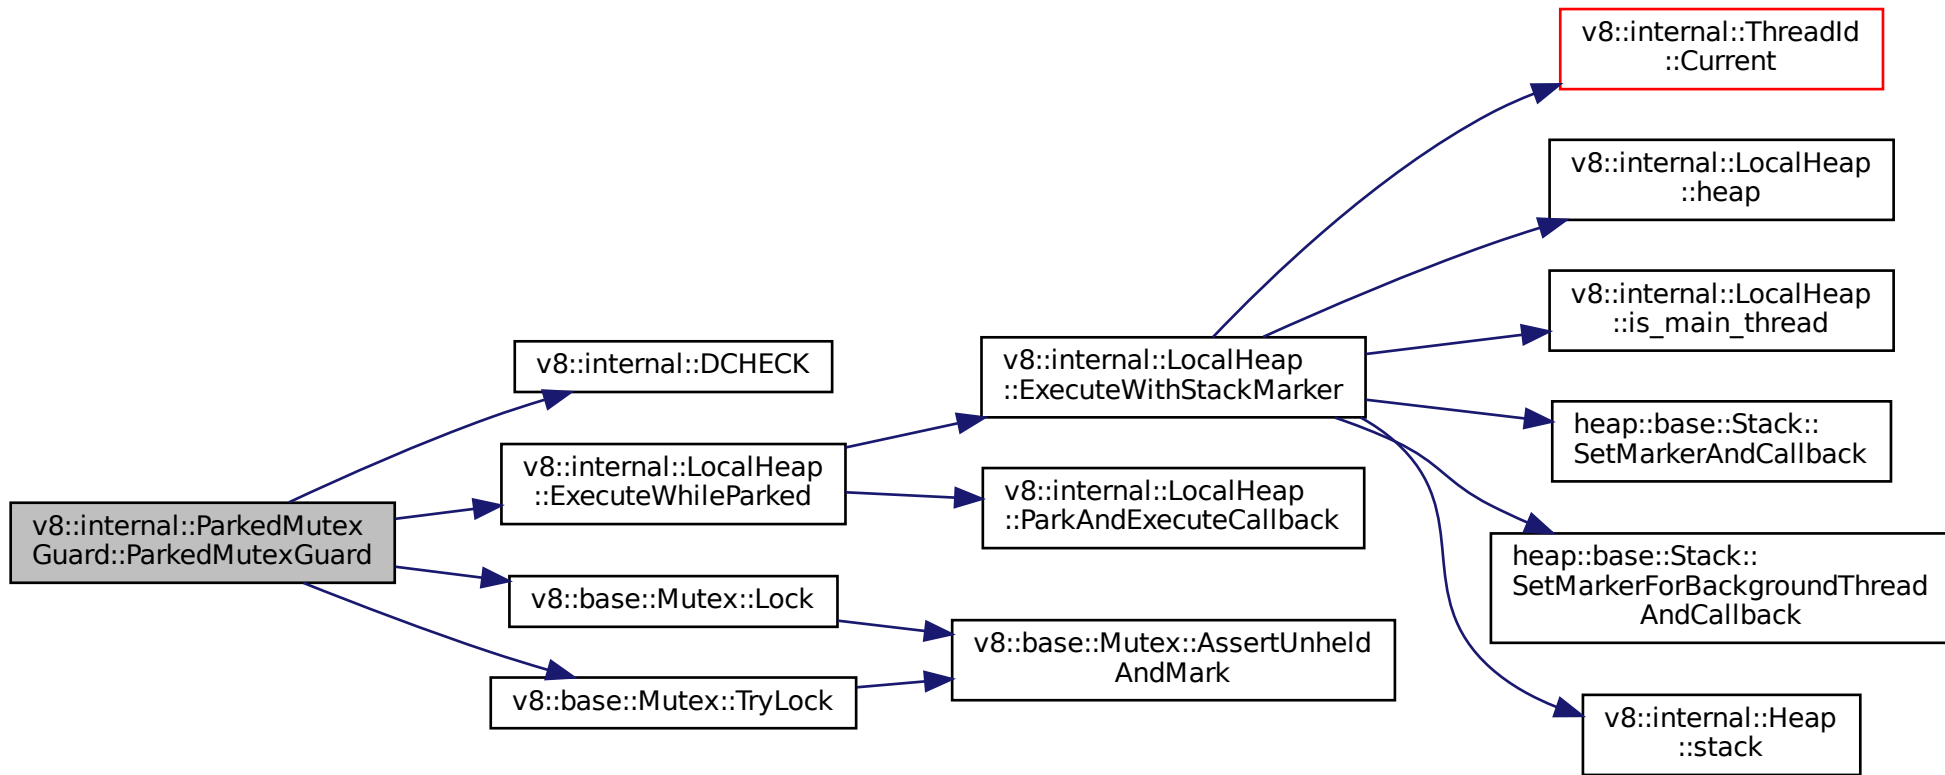 v8::internal::ThreadId
::Current
v8::internal::LocalHeap
::heap
v8::internal::LocalHeap
::is_main_thread
v8::internal::DCHECK
v8::internal::LocalHeap
::ExecuteWithStackMarker
heap::base::Stack::
SetMarkerAndCallback
v8::internal::LocalHeap
::ExecuteWhileParked
v8::internal::LocalHeap
::ParkAndExecuteCallback
v8::internal::ParkedMutex
Guard::ParkedMutexGuard
heap::base::Stack::
SetMarkerForBackgroundThread
AndCallback
v8::base::Mutex::Lock
v8::base::Mutex::AssertUnheld
AndMark
v8::base::Mutex::TryLock
v8::internal::Heap
::stack